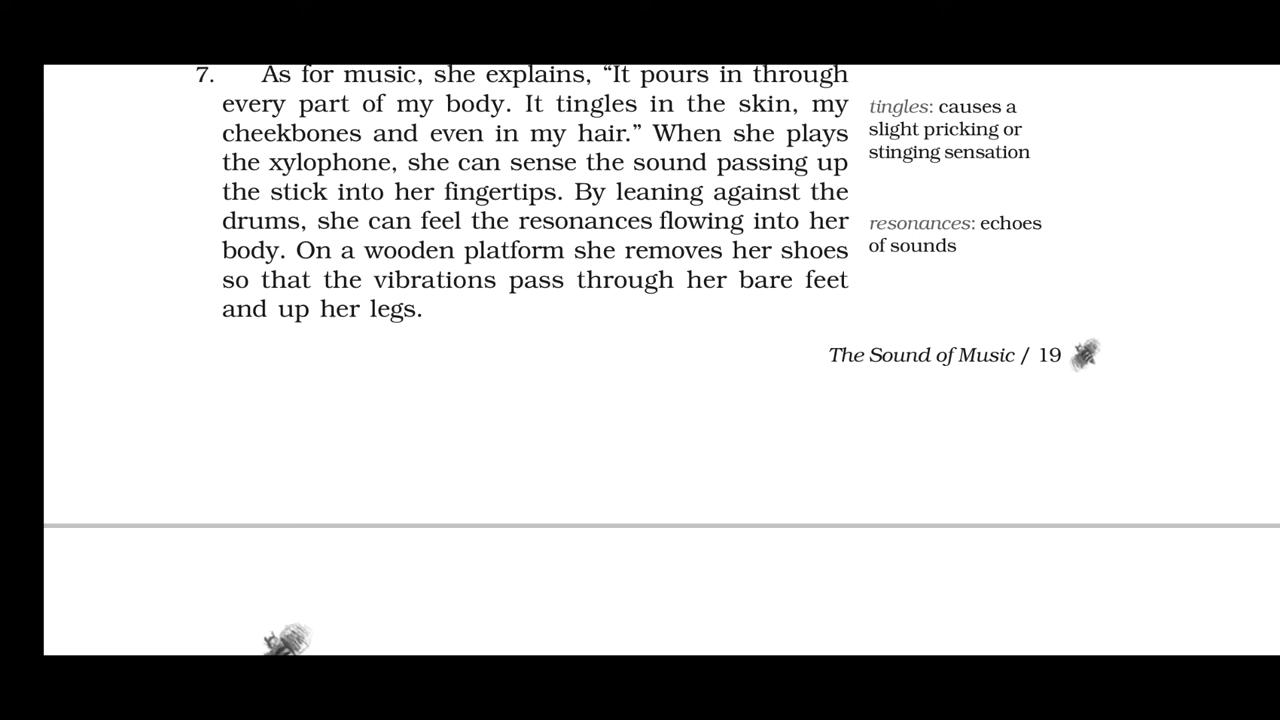 7. As for music, she explains, “It pours in through
every part of my body. It tingles in the skin, my
cheekbones and even in my hair.” When she plays
the xylophone, she can sense the sound passing up
the stick into her fingertips. By leaning against the
drums, she can feel the resonances flowing into her
body. On a wooden platform she removes her shoes
so that the vibrations pass through her bare feet
and up her legs.
tingles: causes a
slight pricking or
stinging sensation
resonances: echoes
of sounds
The Sound of Music / 19